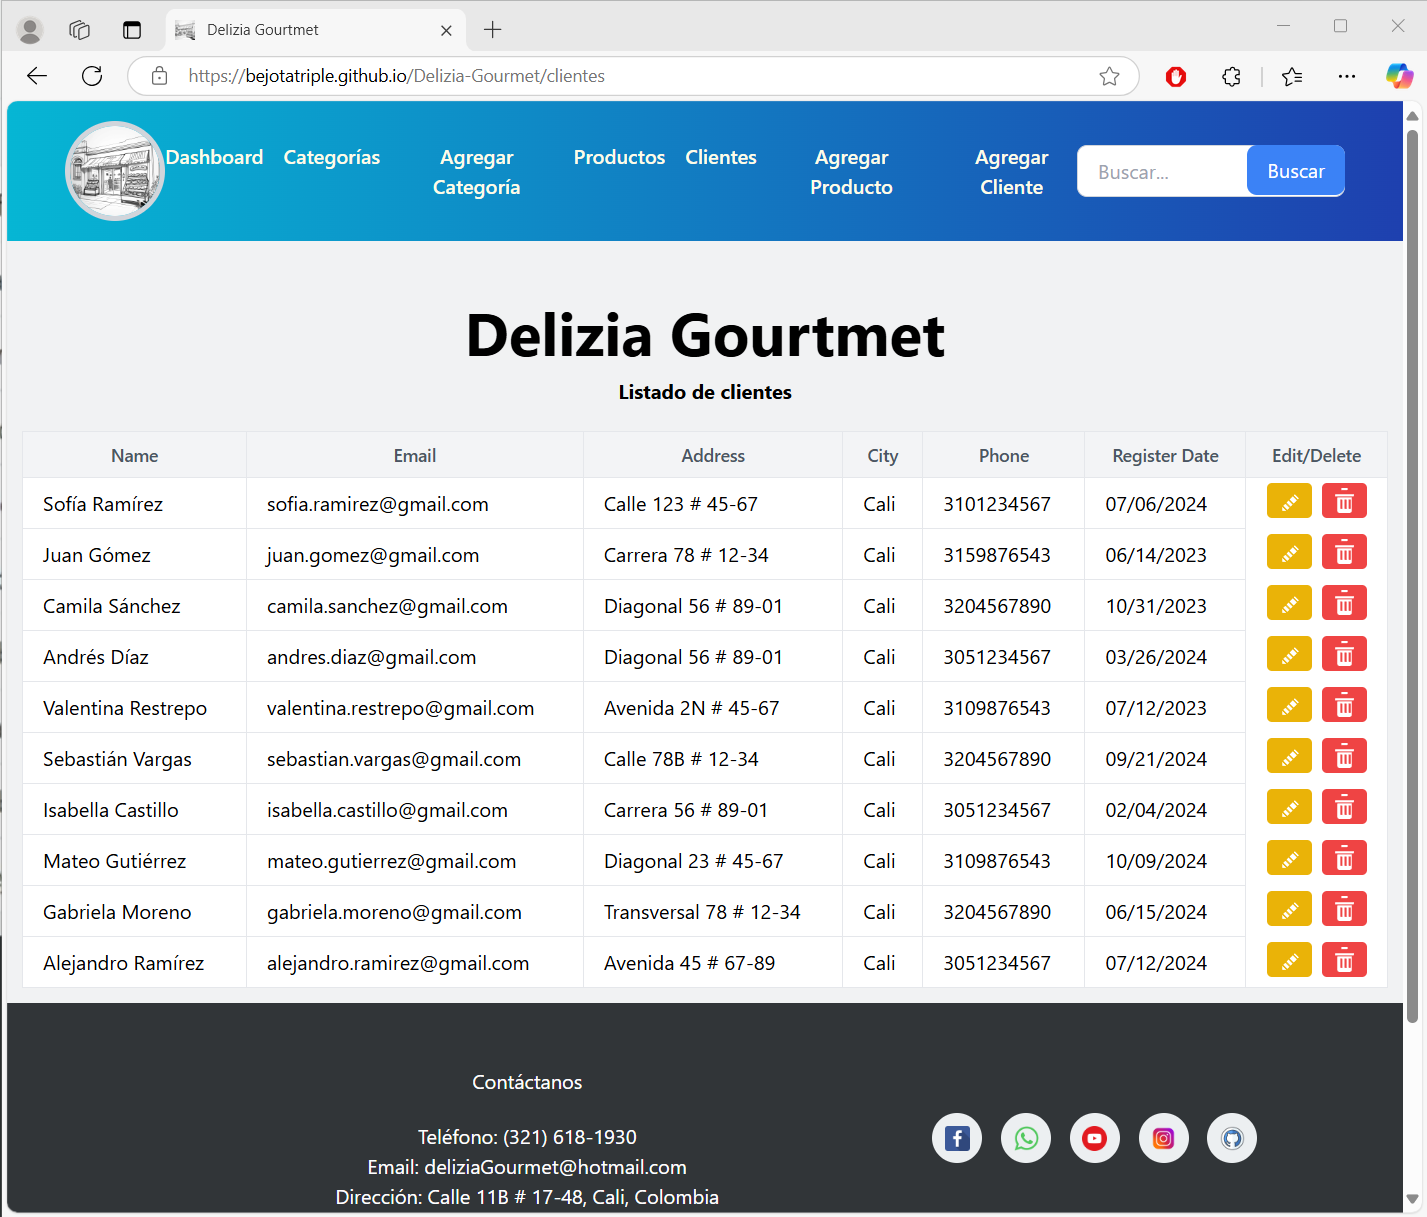 Delizia Gourtmet
https://bejotatriple.github.io/Delizia-Gourmet/clientes
Dashboard Categorías Agregar Categoría Productos Clientes Agregar Producto Agregar Cliente Buscar... Buscar
Delizia Gourtmet
Listado de clientes
Name Email Address City Phone Register Date Edit/Delete
Sofía Ramírez sofia.ramirez@gmail.com Calle 123 # 45-67 Cali 3101234567 07/06/2024
Juan Gómez juan.gomez@gmail.com Carrera 78 # 12-34 Cali 3159876543 06/14/2023
Camila Sánchez camila.sanchez@gmail.com Diagonal 56 # 89-01 Cali 3204567890 10/31/2023
Andrés Díaz andres.diaz@gmail.com Diagonal 56 # 89-01 Cali 3051234567 03/26/2024
Valentina Restrepo valentina.restrepo@gmail.com Avenida 2N # 45-67 Cali 3109876543 07/12/2023
Sebastián Vargas sebastian.vargas@gmail.com Calle 78B # 12-34 Cali 3204567890 09/21/2024
Isabella Castillo isabella.castillo@gmail.com Carrera 56 # 89-01 Cali 3051234567 02/04/2024
Mateo Gutiérrez mateo.gutierrez@gmail.com Diagonal 23 # 45-67 Cali 3109876543 10/09/2024
Gabriela Moreno gabriela.moreno@gmail.com Transversal 78 # 12-34 Cali 3204567890 06/15/2024
Alejandro Ramírez alejandro.ramirez@gmail.com Avenida 45 # 67-89 Cali 3051234567 07/12/2024
Contáctanos
Teléfono: (321) 618-1930
Email: deliziaGourmet@hotmail.com
Dirección: Calle 11B # 17-48, Cali, Colombia